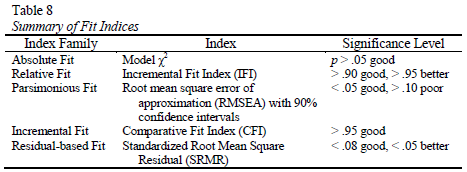 Table 8
Summary of Fit Indices
Index Family Index Significance Level
Absolute Fit Model χ² p > .05 good
Relative Fit Incremental Fit Index (IFI) > .90 good, > .95 better
Parsimonious Fit Root mean square error of < .05 good, > .10 poor
approximation (RMSEA) with 90%
confidence intervals
Incremental Fit Comparative Fit Index (CFI) > .95 good
Residual-based Fit Standardized Root Mean Square < .08 good, < .05 better
Residual (SRMR)